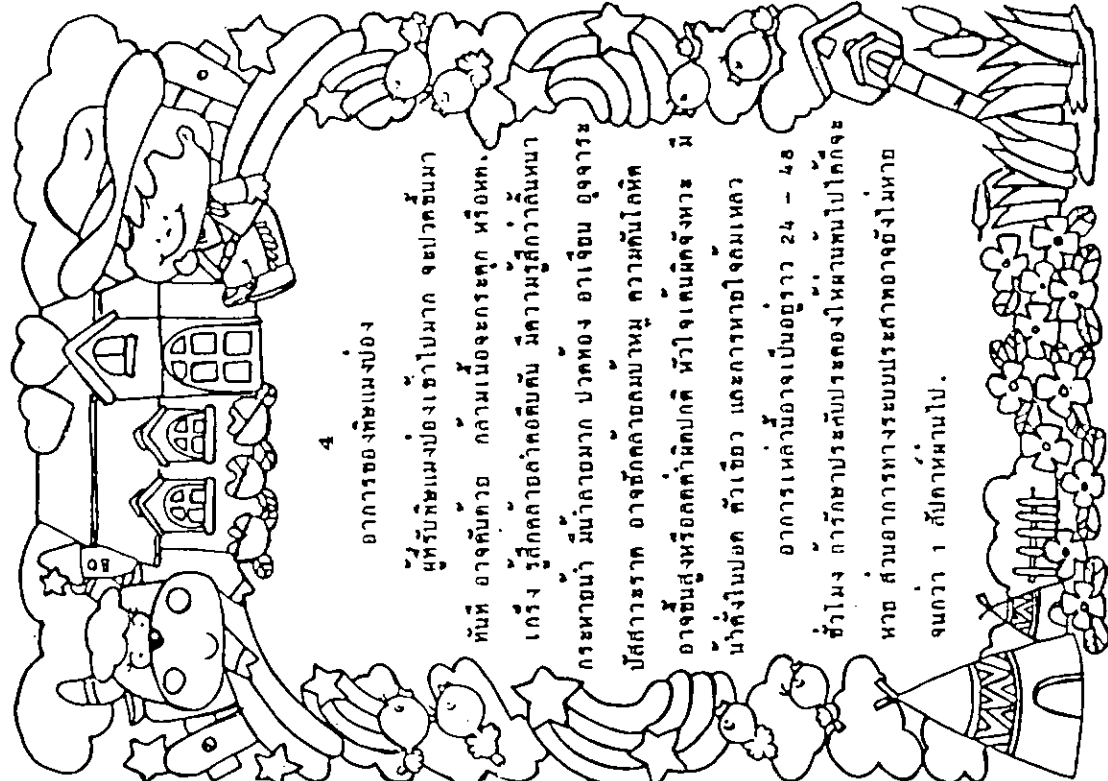 4
อาการของพิษแมงป่อง
ผู้ที่รับพิษแมงป่องเข้าไปมาก จะปวดขึ้นมา
ทันที อาจดับด้วย กล้ามเนื้อจะกระตุก หรือหด,
เกร็ง รู้สึกคล้ายลำคอตีบตัน มีความรู้สึกว่าลิ้นหนา
กระหายน้ำ มีน้ำลายมาก ปวดท้อง อาเจียน อุจจาระ
ปัสสาวะราด อาจชักคล้ายลมบ้าหมู ความดันโลหิต
อาจขึ้นสูงหรือลดต่ำผิดปกติ หัวใจเต้นผิดจังหวะ มี
น้ำคั่งในปอด ตัวเขียว และการหายใจล้มเหลว
อาการเหล่านี้อาจเป็นอยู่ราว 24 - 48
ชั่วโมง ถ้ารักษาประคับประคองให้ผ่านพ้นไปได้ก็จะ
หาย ส่วนอาการทางระบบประสาทอาจยังไม่หาย
จนกว่า 1 สัปดาห์ผ่านไป.
BO